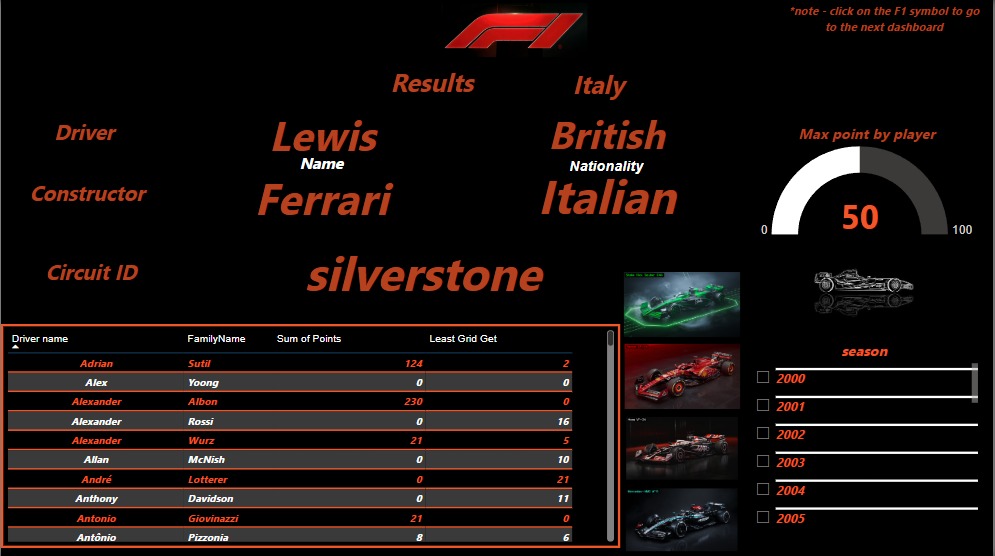 *note - click on the F1 symbol to go
to the next dashboard
Results
Italy
Driver
Lewis
Name
British
Nationality
Constructor
Ferrari
Italian
Circuit ID
silverstone
Max point by player
50
0
100
Driver name FamilyName Sum of Points Least Grid Get
Adrian Sutil 124 2
Alex Yoong 0 0
Alexander Albon 230 0
Alexander Rossi 0 16
Alexander Wurz 21 5
Allan McNish 0 10
André Lotterer 0 21
Anthony Davidson 0 11
Antonio Giovinazzi 21 0
Antônio Pizzonia 8 6
season
2000
2001
2002
2003
2004
2005